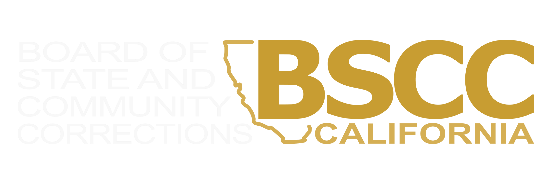 BOARD OF
STATE AND
COMMUNITY
CORRECTIONS
BSCC
CALIFORNIA